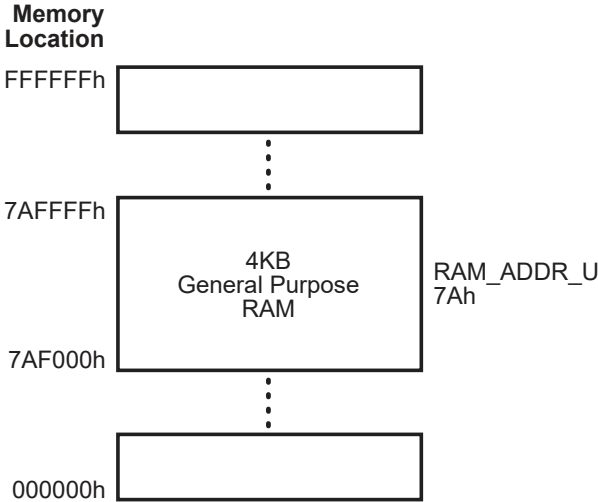 Memory
Location
FFFFFFh
7AFFFFh
4KB
General Purpose
RAM
RAM_ADDR_U
7Ah
7AF000h
000000h